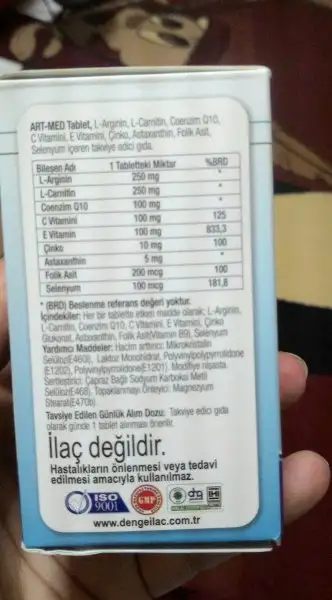 ART-MED Tablet, L-Arginin, L-Carnitin, Coenzim Q10,
C Vitamini, E Vitamini, Çinko, Astaxanthin, Folik Asit,
Selenyum içeren takviye edici gıda.
Bileşen Adı 1 Tabletteki Miktar %BRD
L-Arginin 250 mg *
L-Carnitin 250 mg *
Coenzim Q10 100 mg *
C Vitamini 100 mg 125
E Vitamin 100 mg 833,3
Çinko 10 mg 100
Astaxanthin 5 mg *
Folik Asit 200 mcg 100
Selenyum 100 mcg 181,8
* (BRD) Beslenme referans değeri yoktur.
İçindekiler: Her bir tablette etken madde olarak; L-Arginin,
L-Carnitin, Coenzim Q10, C Vitamini, E Vitamini, Çinko
Glukonat, Astaxanthin, Folik Asit(Vitamin B9), Selenyum
Yardımcı Maddeler: Hacim arttırıcı: Mikrokristalin
Selüloz(E460i), Laktoz Monohidrat, Polyvinylpolypyrrolidone
(E1202), Polyvinylpyrrolidone(E1201), Modifiye nişasta,
Sertleştirici: Çapraz Bağlı Sodyum Karboksi Metil
Selüloz(E468), Topaklanmayı Önleyici: Magnezyum
Stearat(E470b)
Tavsiye Edilen Günlük Alım Dozu: Takviye edici gıda
olarak günde 1 tablet alınması önerilir.
İlaç değildir.
Hastalıkların önlenmesi veya tedavi
edilmesi amacıyla kullanılmaz.
ISO
9001
GMP
www.dengeilac.com.tr